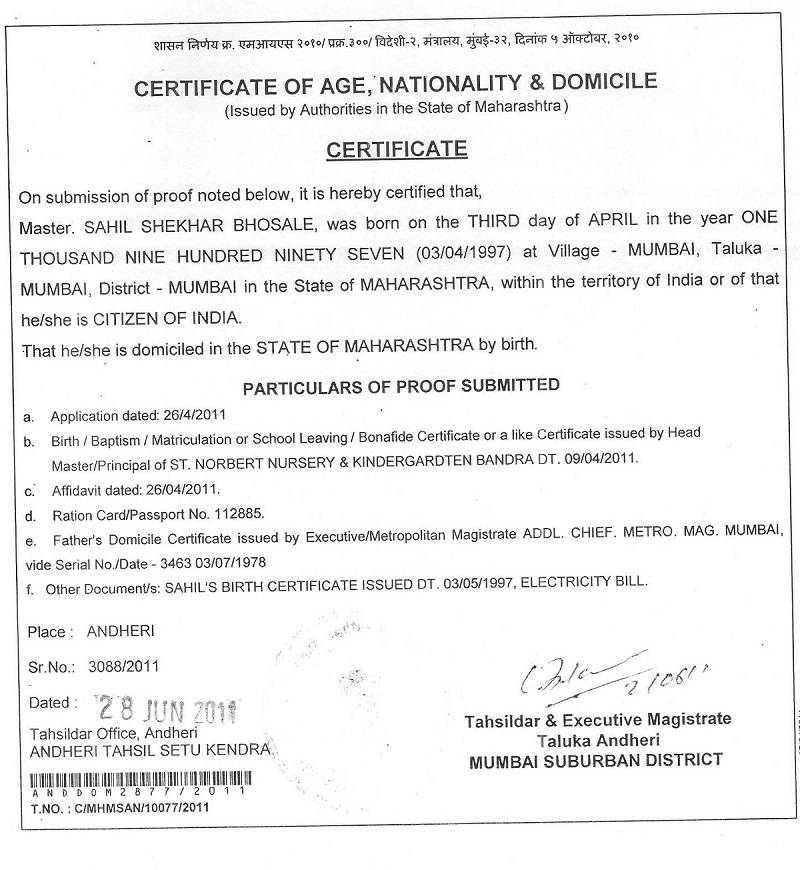 शासन निर्णय क्र. एमआयएस २०१०/ प्रक्र.३००/ विदेशी-२, मंत्रालय, मुंबई-३२, दिनांक ५ ऑक्टोबर, २०१०
CERTIFICATE OF AGE, NATIONALITY & DOMICILE
(Issued by Authorities in the State of Maharashtra)
CERTIFICATE
On submission of proof noted below, it is hereby certified that,
Master. SAHIL SHEKHAR BHOSALE, was born on the THIRD day of APRIL in the year ONE
THOUSAND NINE HUNDRED NINETY SEVEN (03/04/1997) at Village - MUMBAI, Taluka -
MUMBAI, District - MUMBAI in the State of MAHARASHTRA, within the territory of India or of that
he/she is CITIZEN OF INDIA.
That he/she is domiciled in the STATE OF MAHARASHTRA by birth.
PARTICULARS OF PROOF SUBMITTED
a. Application dated: 26/4/2011
b. Birth / Baptism / Matriculation or School Leaving / Bonafide Certificate or a like Certificate issued by Head
Master/Principal of ST. NORBERT NURSERY & KINDERGARDTEN BANDRA DT. 09/04/2011.
c. Affidavit dated: 26/04/2011.
d. Ration Card/Passport No. 112885.
e. Father's Domicile Certificate issued by Executive/Metropolitan Magistrate ADDL. CHIEF. METRO. MAG. MUMBAI,
vide Serial No./Date - 3463 03/07/1978
f. Other Document/s: SAHIL'S BIRTH CERTIFICATE ISSUED DT. 03/05/1997, ELECTRICITY BILL.
Place : ANDHERI
Sr.No.: 3088/2011
Dated : 28 JUN 2011
Tahsildar Office, Andheri
ANDHERI TAHSIL SETU KENDRA
ANDDOM2877/2011
T.NO. : C/MHMSAN/10077/2011
Tahsildar & Executive Magistrate
Taluka Andheri
MUMBAI SUBURBAN DISTRICT